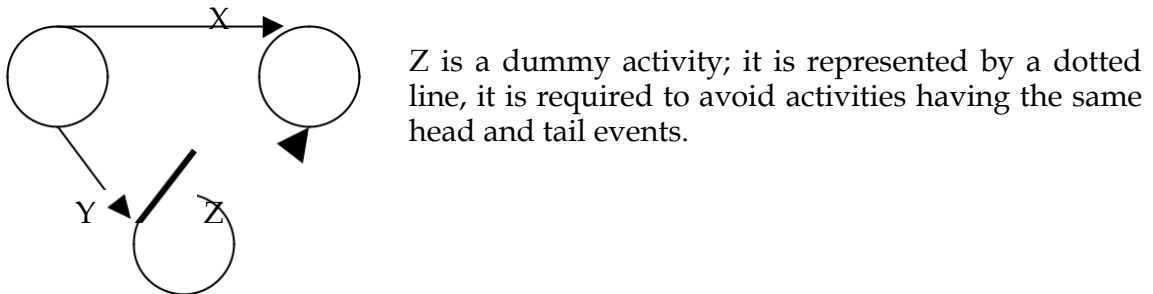 X
Z is a dummy activity; it is represented by a dotted
line, it is required to avoid activities having the same
head and tail events.
Y Z